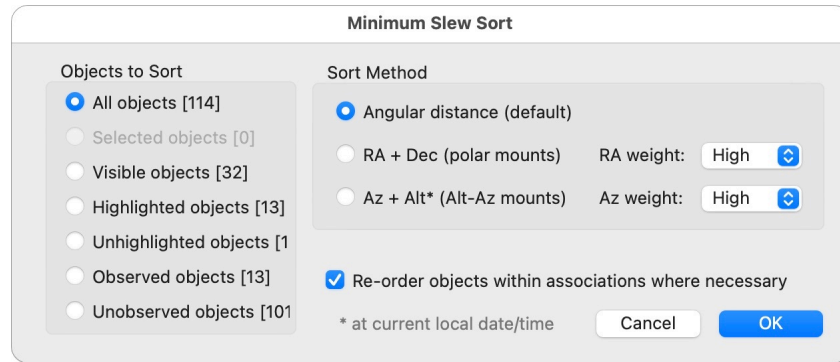 Minimum Slew Sort
Objects to Sort
All objects [114]
Selected objects [0]
Visible objects [32]
Highlighted objects [13]
Unhighlighted objects [1
Observed objects [13]
Unobserved objects [101
Sort Method
Angular distance (default)
RA + Dec (polar mounts) RA weight: High
Az + Alt* (Alt-Az mounts) Az weight: High
Re-order objects within associations where necessary
* at current local date/time Cancel OK